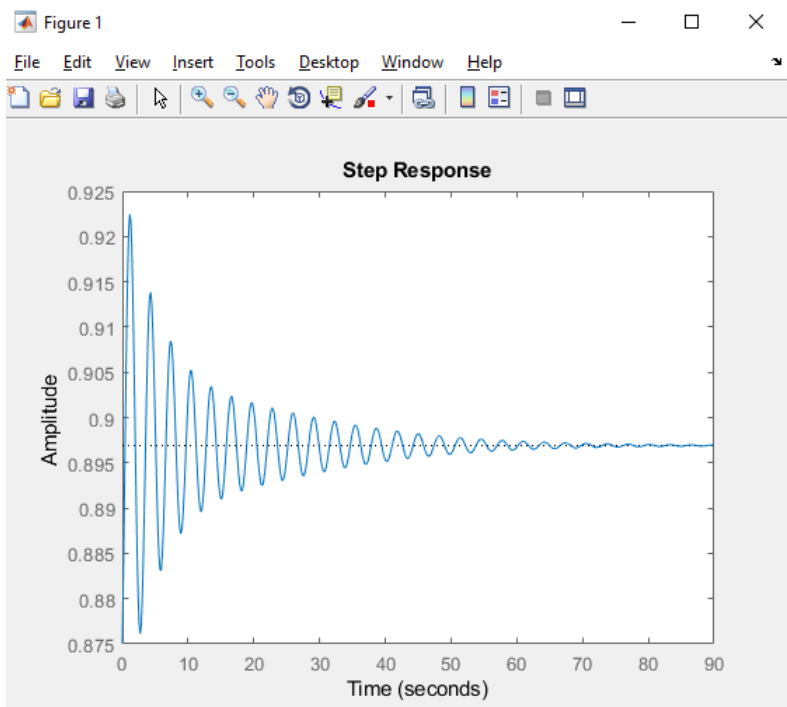 Figure 1
File Edit View Insert Tools Desktop Window Help
Step Response
0.925
0.92
0.915
0.91
0.905
0.9
0.895
0.89
0.885
0.88
0.875
Amplitude
0 10 20 30 40 50 60 70 80 90
Time (seconds)